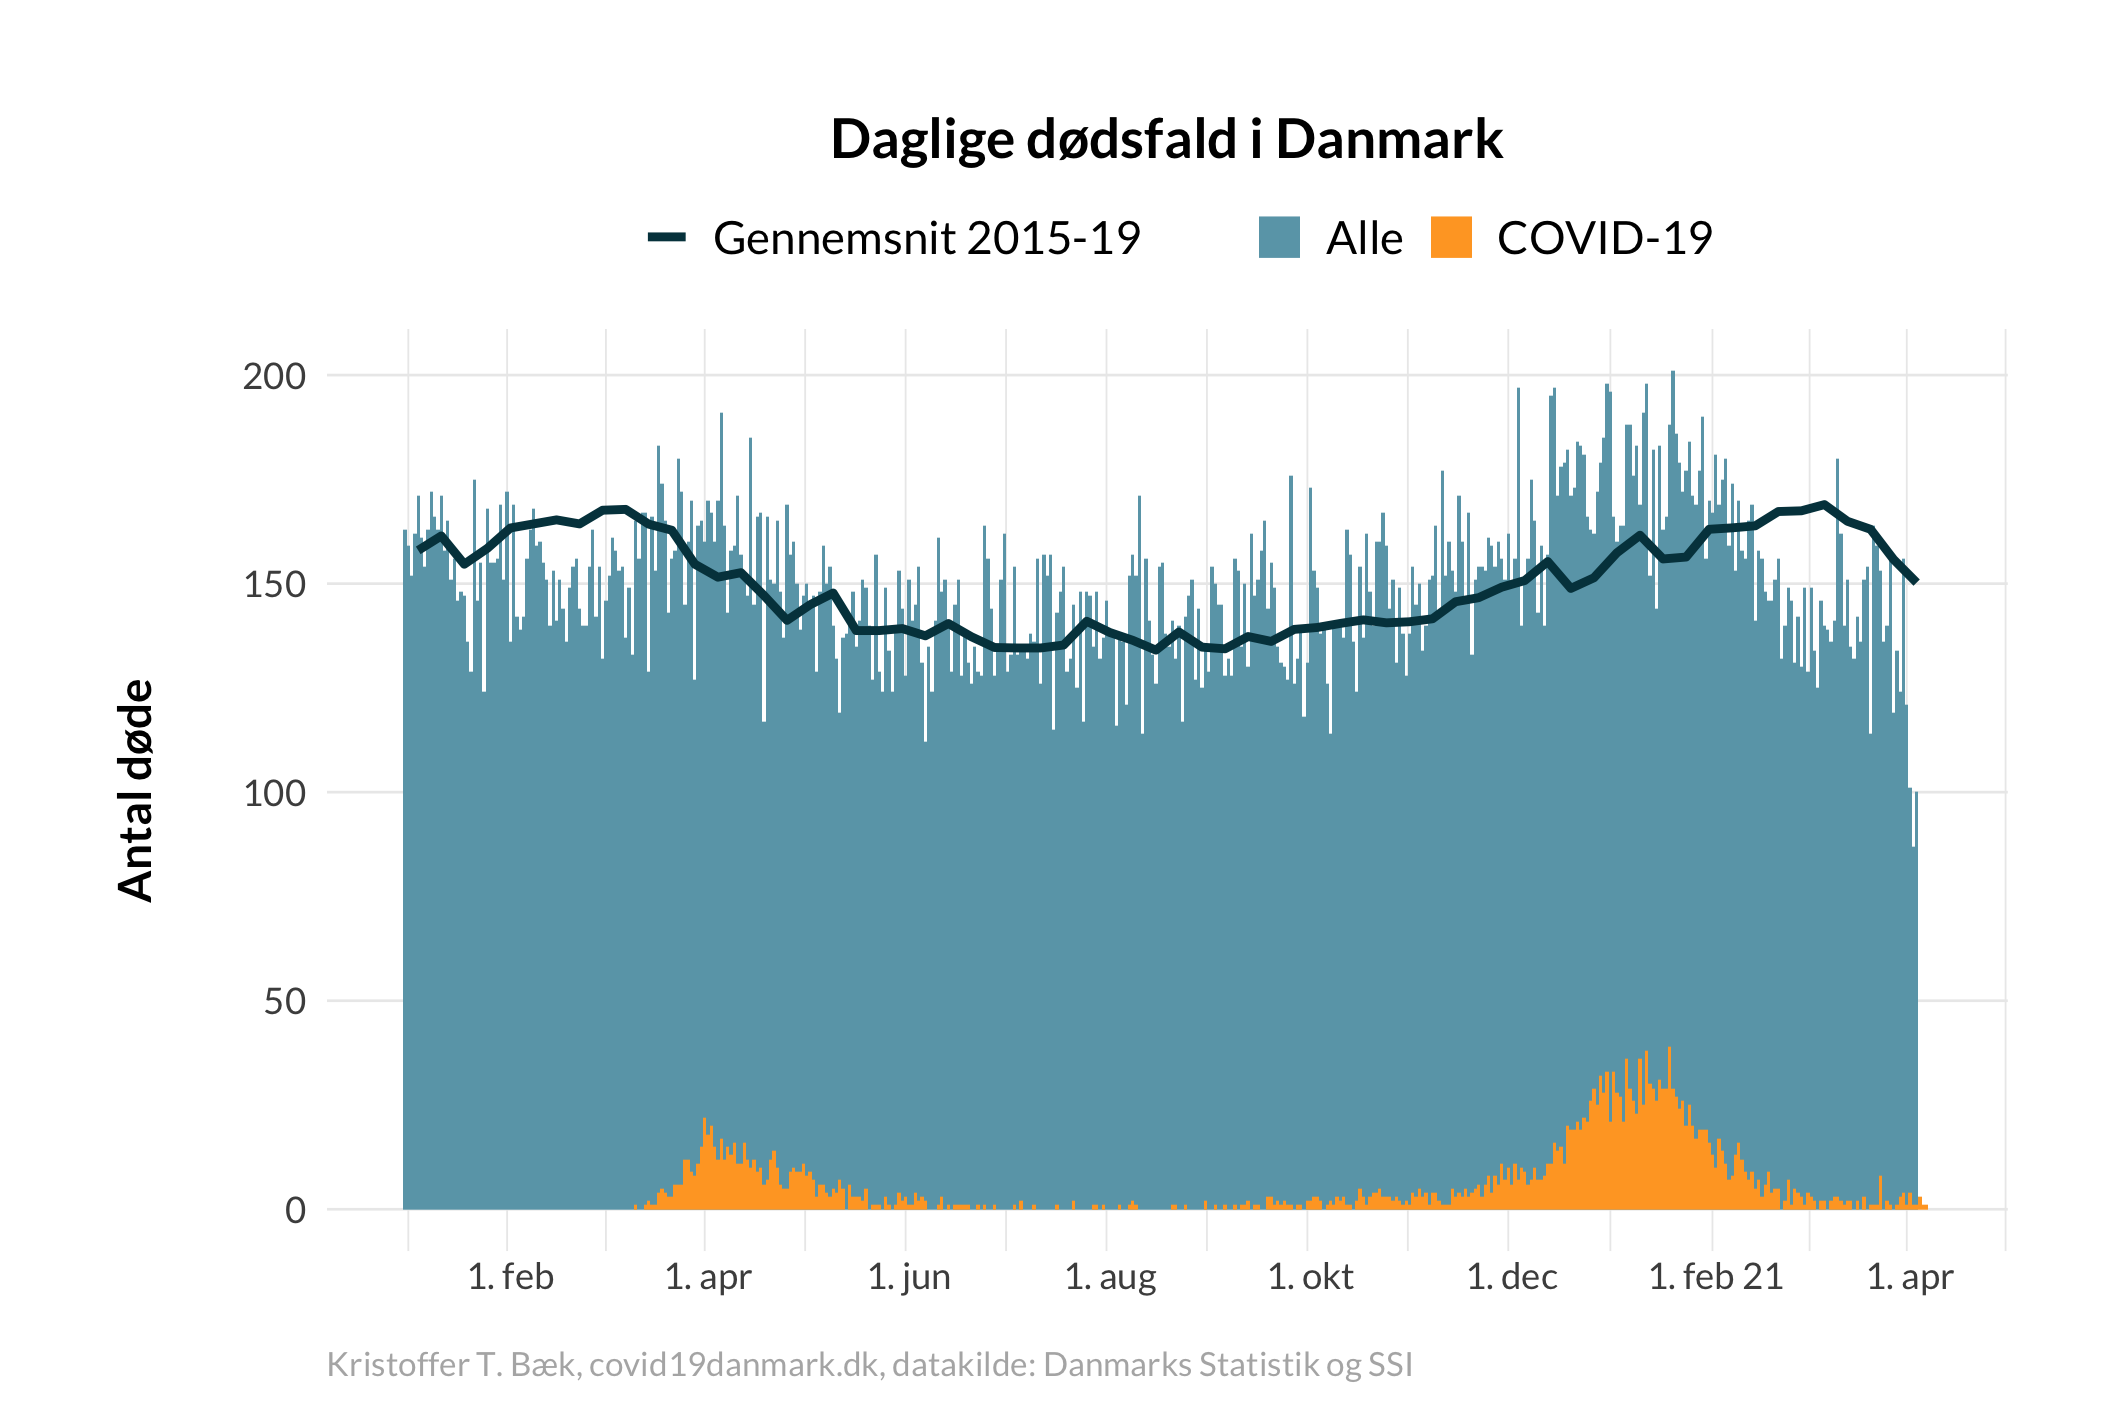 Daglige dødsfald i Danmark
Gennemsnit 2015-19 Alle COVID-19
Antal døde
200
150
100
50
0
1. feb 1. apr 1. jun 1. aug 1. okt 1. dec 1. feb 21 1. apr
Kristoffer T. Bæk, covid19danmark.dk, datakilde: Danmarks Statistik og SSI